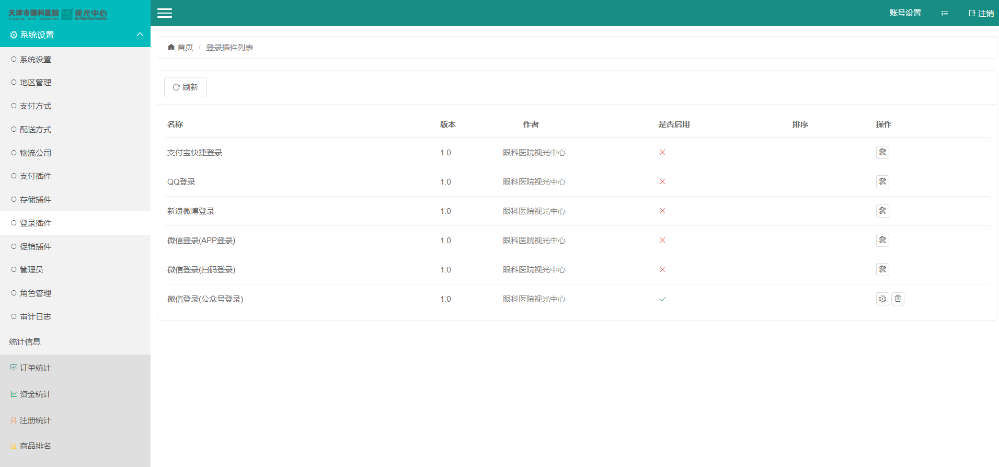 天津市眼科医院 视光中心
TIANJIN EYE HOSPITAL OPTOMETRIC CENTER
账号设置
注销
系统设置
系统设置
地区管理
支付方式
配送方式
物流公司
支付插件
存储插件
登录插件
促销插件
管理员
角色管理
审计日志
统计信息
订单统计
资金统计
注册统计
商品排名
首页 / 登录插件列表
刷新
名称 版本 作者 是否启用 排序 操作
支付宝快捷登录 1.0 眼科医院视光中心
QQ登录 1.0 眼科医院视光中心
新浪微博登录 1.0 眼科医院视光中心
微信登录(APP登录) 1.0 眼科医院视光中心
微信登录(扫码登录) 1.0 眼科医院视光中心
微信登录(公众号登录) 1.0 眼科医院视光中心